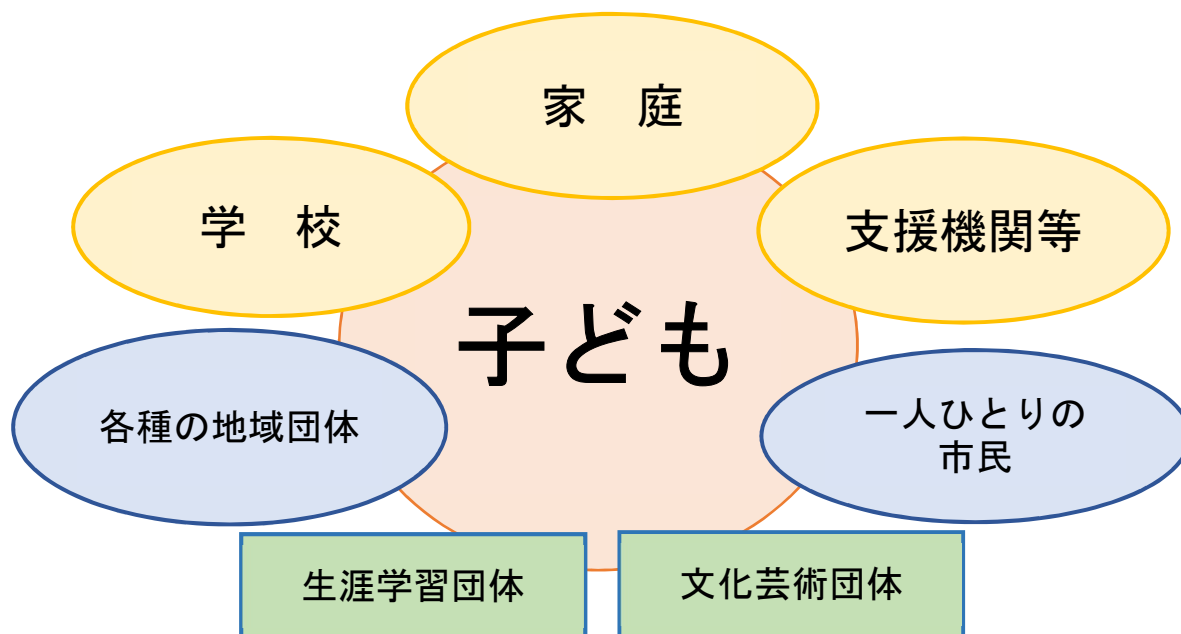 家　庭
学　校
支援機関等
子ども
各種の地域団体
一人ひとりの
市民
生涯学習団体
文化芸術団体